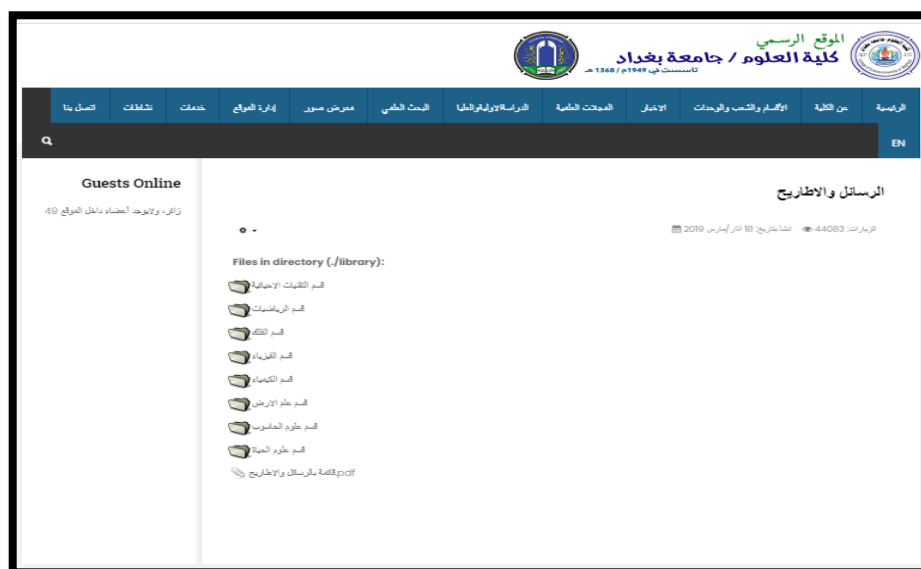 الموقع الرسمي
كلية العلوم / جامعة بغداد
تاسست في 1949م / 1368 هـ
الرئيسية عن الكلية الأقسام والشعب والوحدات الاخبار المجلات العلمية الدراسة الاولية والعليا البحث العلمي معرض صور إدارة الموقع خدمات نشاطات اتصل بنا
EN
Guests Online
49 زائر، ولايوجد أعضاء داخل الموقع
الرسائل والاطاريح
انشأ بتاريخ: 18 آذار/مارس 2019 الزيارات: 44083
Files in directory (./library):
قسم التقنيات الاحيائية
قسم الرياضيات
قسم الفلك
قسم الفيزياء
قسم الكيمياء
قسم علم الارض
قسم علوم الحاسوب
قسم علوم الحياة
قائمة بالرسائل والاطاريح.pdf